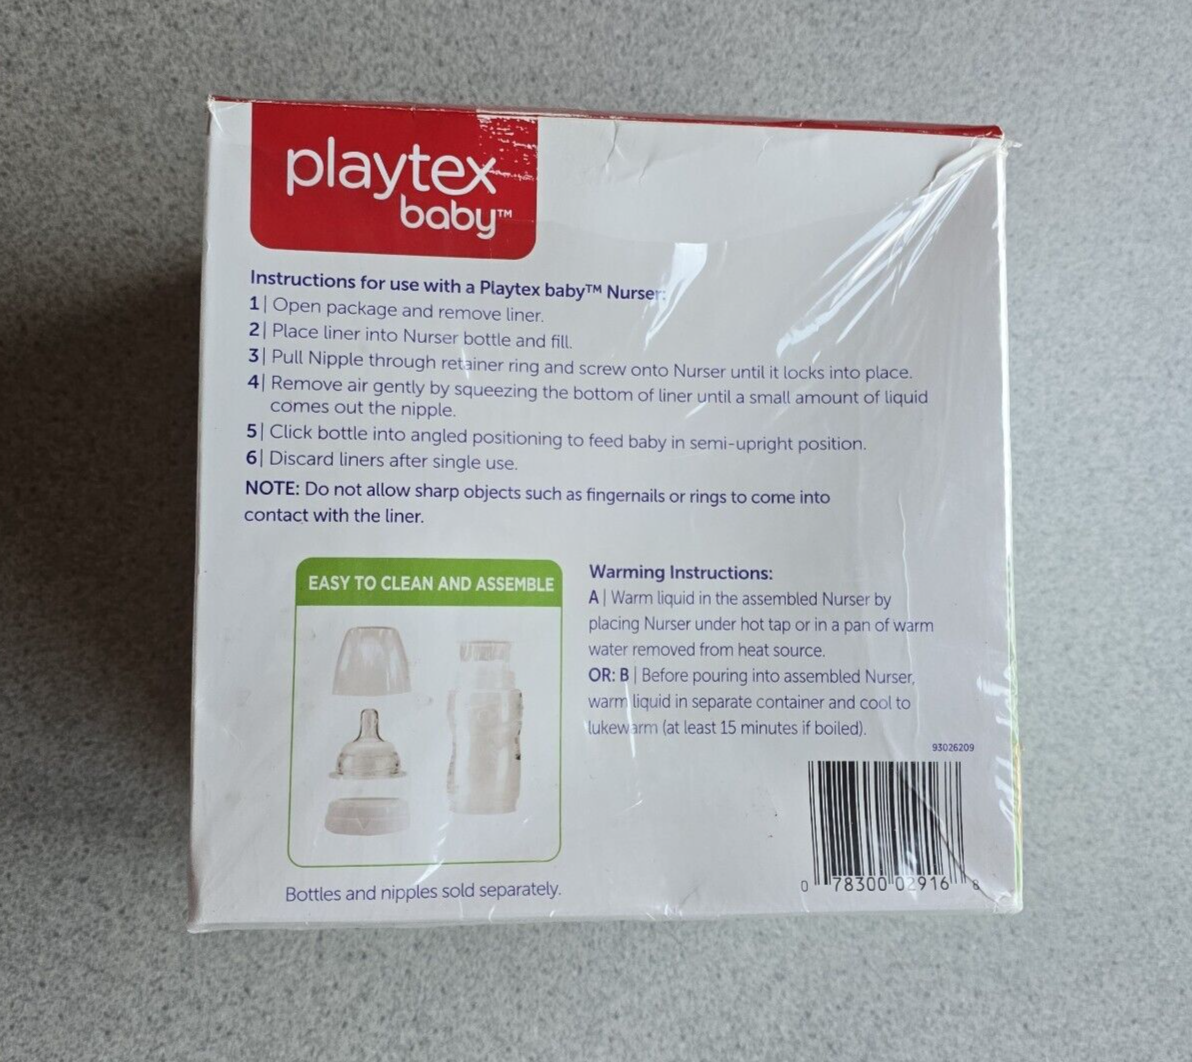 playtex
baby™
Instructions for use with a Playtex baby™ Nurser:
1| Open package and remove liner.
2| Place liner into Nurser bottle and fill.
3| Pull Nipple through retainer ring and screw onto Nurser until it locks into place.
4| Remove air gently by squeezing the bottom of liner until a small amount of liquid
comes out the nipple.
5| Click bottle into angled positioning to feed baby in semi-upright position.
6| Discard liners after single use.
NOTE: Do not allow sharp objects such as fingernails or rings to come into
contact with the liner.
EASY TO CLEAN AND ASSEMBLE
Bottles and nipples sold separately.
Warming Instructions:
A | Warm liquid in the assembled Nurser by
placing Nurser under hot tap or in a pan of warm
water removed from heat source.
OR: B | Before pouring into assembled Nurser,
warm liquid in separate container and cool to
lukewarm (at least 15 minutes if boiled).
93026209
0 78300 02916 8